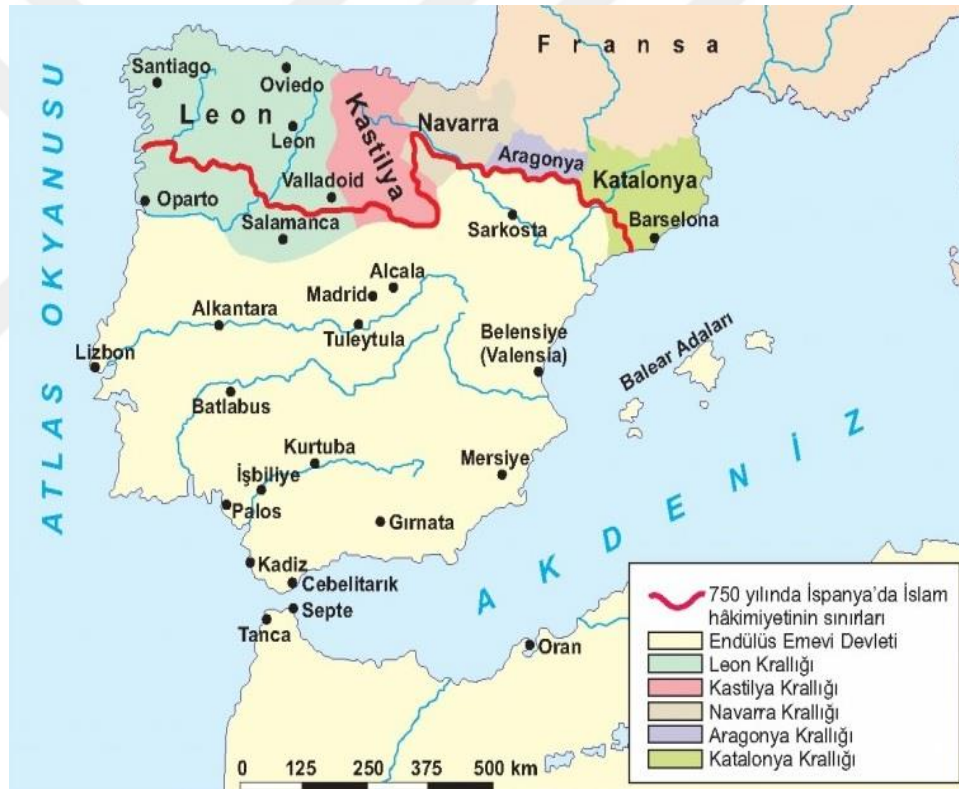 Fransa
ATLAS OKYANUSU
Santiago
Oviedo
Leon
Leon
Kastilya
Navarra
Aragonya
Katalonya
Oparto
Valladoid
Salamanca
Sarkosta
Barselona
Alcala
Madrid
Alkantara
Tuleytula
Lizbon
Belensiye
(Valensia)
Balear Adaları
Batlabus
Kurtuba
Mersiye
İşbiliye
Palos
Gırnata
AKDENİZ
Kadiz
Cebelitarık
Septe
Tanca
Oran
750 yılında İspanya'da İslam
hâkimiyetinin sınırları
Endülüs Emevi Devleti
Leon Krallığı
Kastilya Krallığı
Navarra Krallığı
Aragonya Krallığı
Katalonya Krallığı
0 125 250 375 500 km